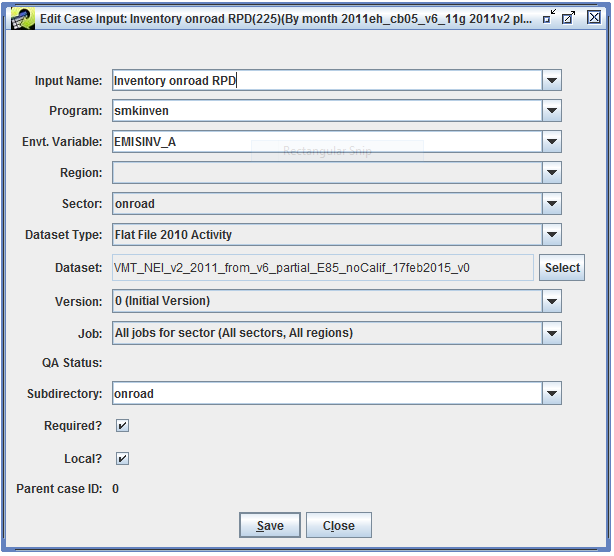 Edit Case Input: Inventory onroad RPD(225)(By month 2011eh_cb05_v6_11g 2011v2 pl...
Input Name: Inventory onroad RPD
Program: smkinven
Envt. Variable: EMISINV_A
Rectangular Snip
Region:
Sector: onroad
Dataset Type: Flat File 2010 Activity
Dataset: VMT_NEI_v2_2011_from_v6_partial_E85_noCalif_17feb2015_v0 Select
Version: 0 (Initial Version)
Job: All jobs for sector (All sectors, All regions)
QA Status:
Subdirectory: onroad
Required?
Local?
Parent case ID: 0
Save Close